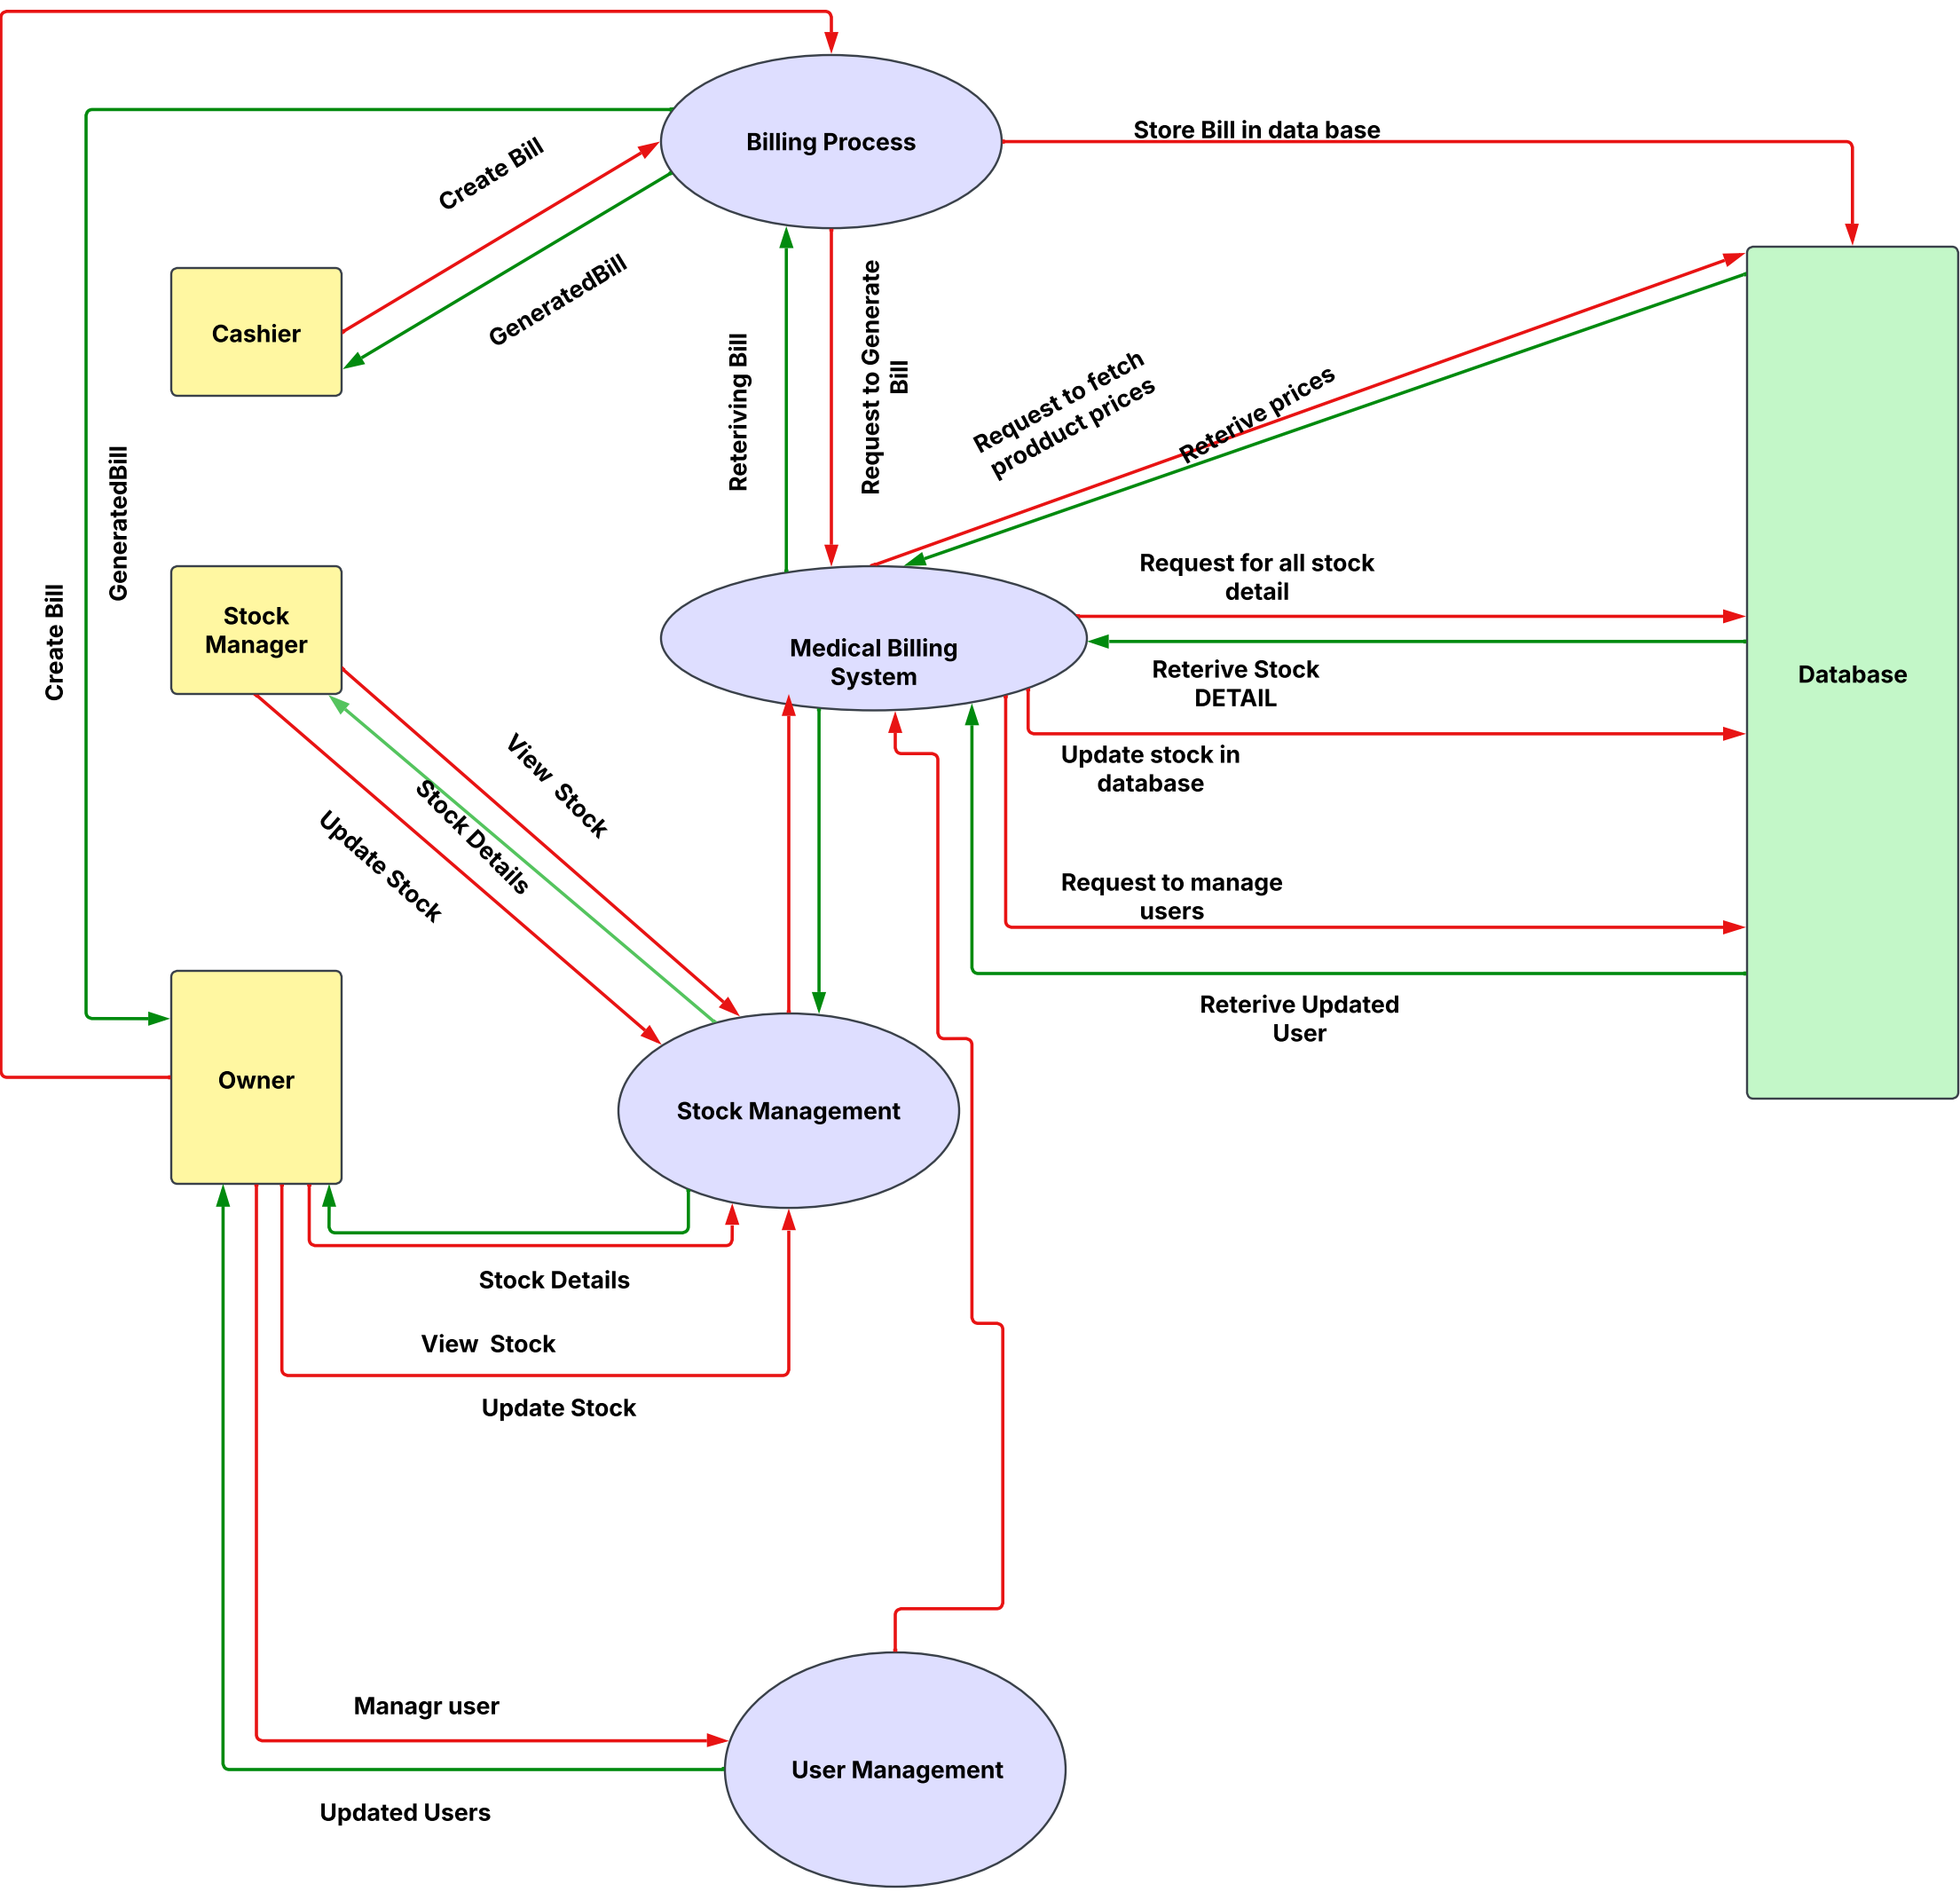 Billing Process
Store Bill in data base
Create Bill
GeneratedBill
Cashier
Reteriving Bill
Request to Generate
Bill
Request to fetch
prodduct prices
Reterive prices
GeneratedBill
Create Bill
Stock
Manager
Medical Billing
System
Request for all stock
detail
Reterive Stock
DETAIL
Database
Update stock in
database
View  Stock
Stock Details
Update Stock
Request to manage
users
Reterive Updated
User
Owner
Stock Management
Stock Details
View  Stock
Update Stock
Managr user
User Management
Updated Users